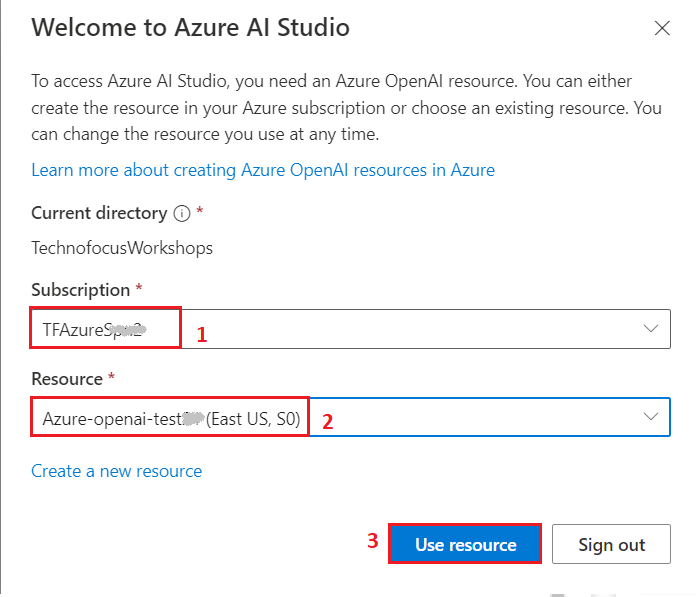 Welcome to Azure AI Studio
To access Azure AI Studio, you need an Azure OpenAI resource. You can either
create the resource in your Azure subscription or choose an existing resource. You
can change the resource you use at any time.
Learn more about creating Azure OpenAI resources in Azure
Current directory *
TechnofocusWorkshops
Subscription *
1
Resource *
(East US, S0) 2
Create a new resource
3 Use resource Sign out